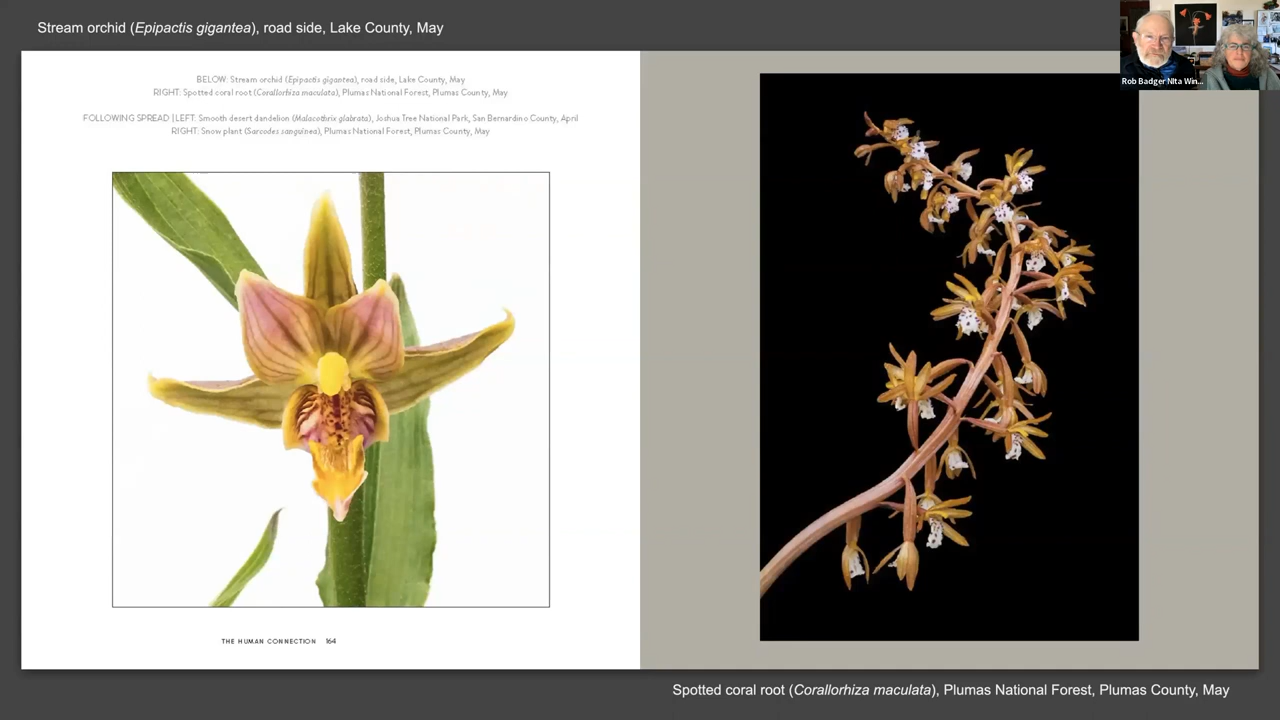 Stream orchid (Epipactis gigantea), road side, Lake County, May
Rob Badger NIta Win...
BELOW: Stream orchid (Epipactis gigantea), road side, Lake County, May
RIGHT: Spotted coral root (Corallorhiza maculata), Plumas National Forest, Plumas County, May
FOLLOWING SPREAD | LEFT: Smooth desert dandelion (Malacothrix glabrata), Joshua Tree National Park, San Bernardino County, April
RIGHT: Snow plant (Sarcodes sanguinea), Plumas National Forest, Plumas County, May
THE HUMAN CONNECTION 164
Spotted coral root (Corallorhiza maculata), Plumas National Forest, Plumas County, May